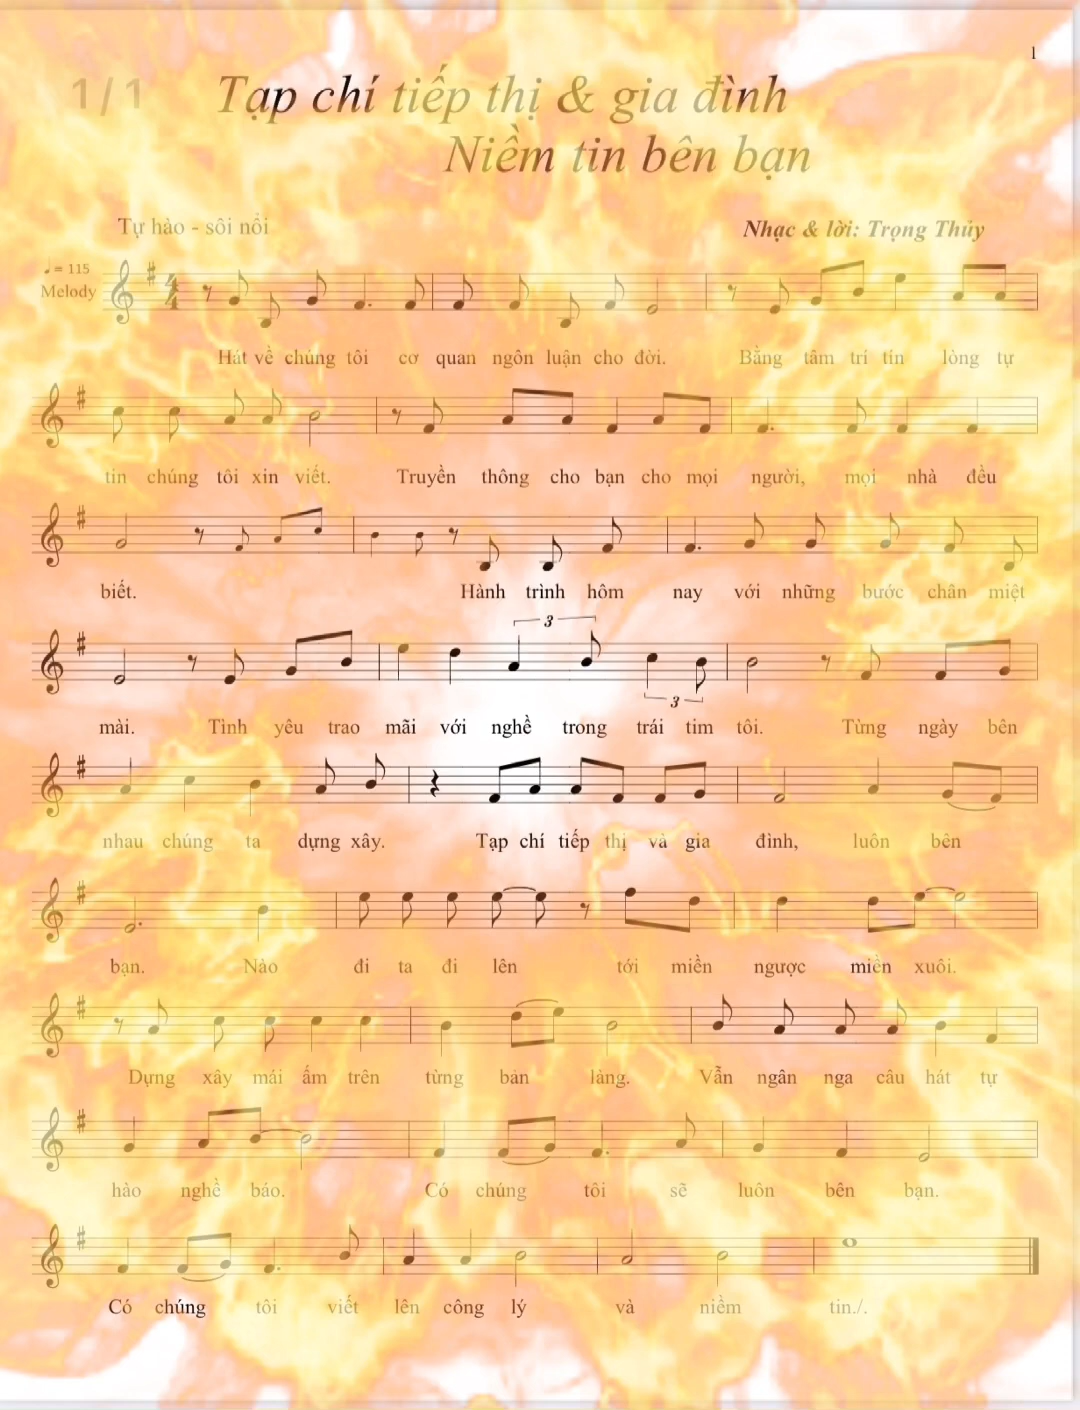 1
1/1
Tạp chí tiếp thị & gia đình
Niềm tin bên bạn
Tự hào - sôi nổi
Nhạc & lời: Trọng Thủy
♩ = 115
Melody
4
4
Hát về chúng tôi cơ quan ngôn luận cho đời. Bằng tâm trí tín lòng tự
tin chúng tôi xin viết. Truyền thông cho bạn cho mọi người, mọi nhà đều
biết. Hành trình hôm nay với những bước chân miệt
3
mài. Tình yêu trao mãi với nghề trong trái tim tôi. Từng ngày bên
3
nhau chúng ta dựng xây. Tạp chí tiếp thị và gia đình, luôn bên
bạn. Nào đi ta đi lên tới miền ngược miền xuôi.
Dựng xây mái ấm trên từng bản làng. Vẫn ngân nga câu hát tự
hào nghề báo. Có chúng tôi sẽ luôn bên bạn.
Có chúng tôi viết lên công lý và niềm tin./.